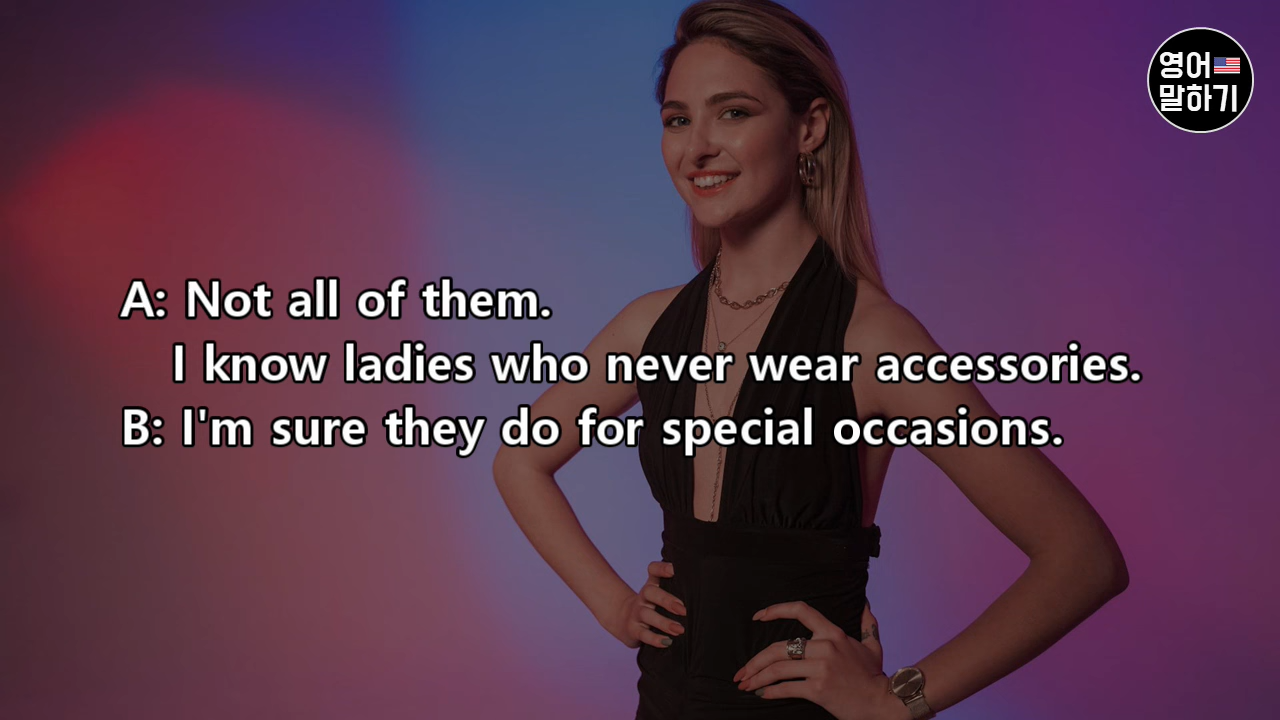 영어
말하기
A: Not all of them.
I know ladies who never wear accessories.
B: I'm sure they do for special occasions.